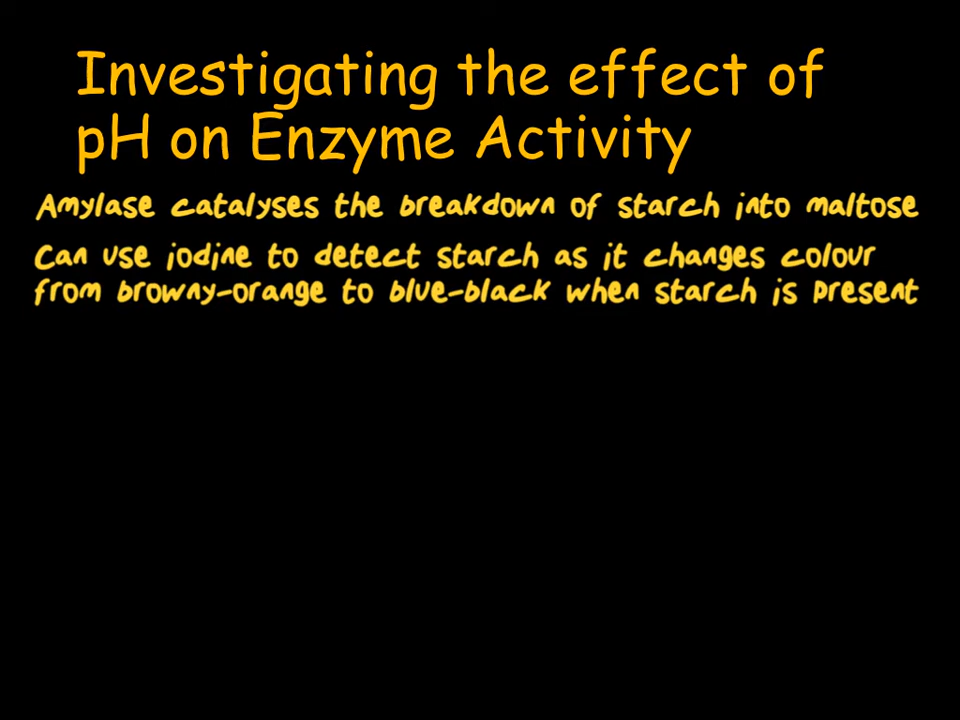 Investigating the effect of
pH on Enzyme Activity
Amylase catalyses the breakdown of starch into maltose
Can use iodine to detect starch as it changes colour
from browny-orange to blue-black when starch is present